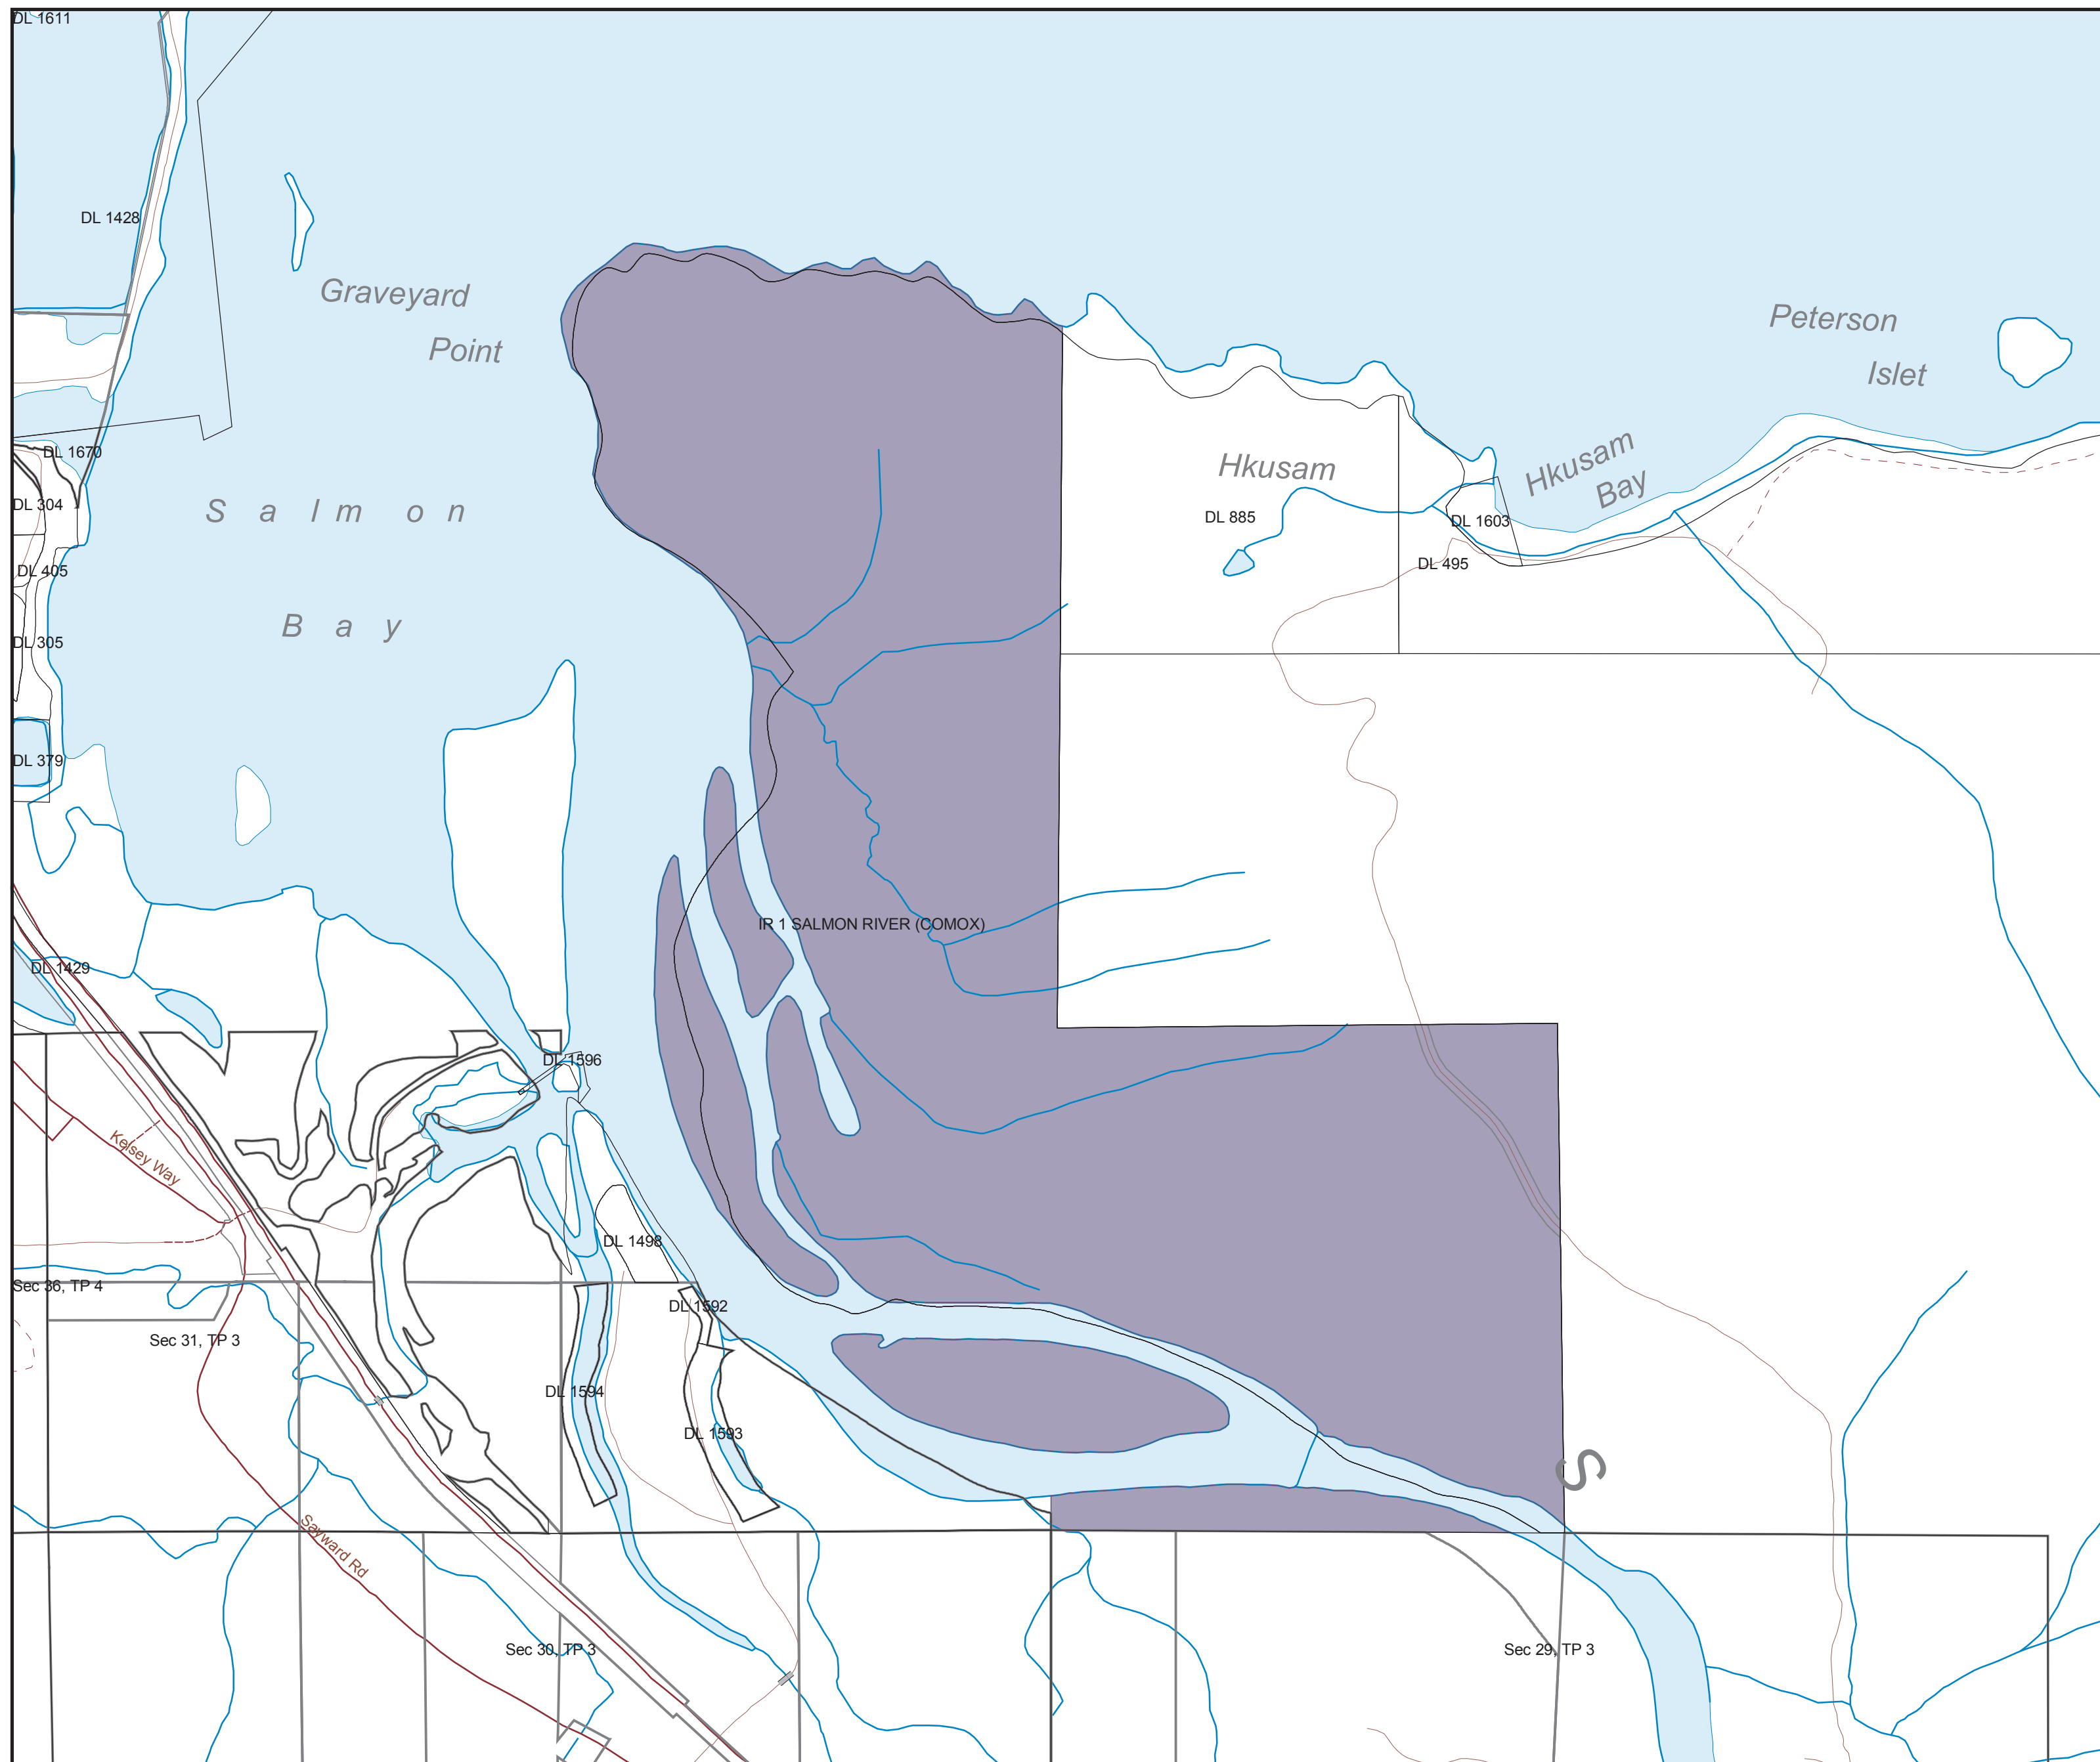 DL 1611
DL 1428
Graveyard
Point
Peterson
Islet
DL 1670
Hkusam
Hkusam
Bay
DL 304
Salmon
DL 885
DL 1603
DL 405
DL 495
Bay
DL 305
DL 379
IR 1 SALMON RIVER (COMOX)
DL 1429
DL 1596
Kelsey Way
DL 1498
Sec 36, TP 4
DL 1592
Sec 31, TP 3
DL 1594
DL 1593
S
Sayward Rd
Sec 30, TP 3
Sec 29, TP 3